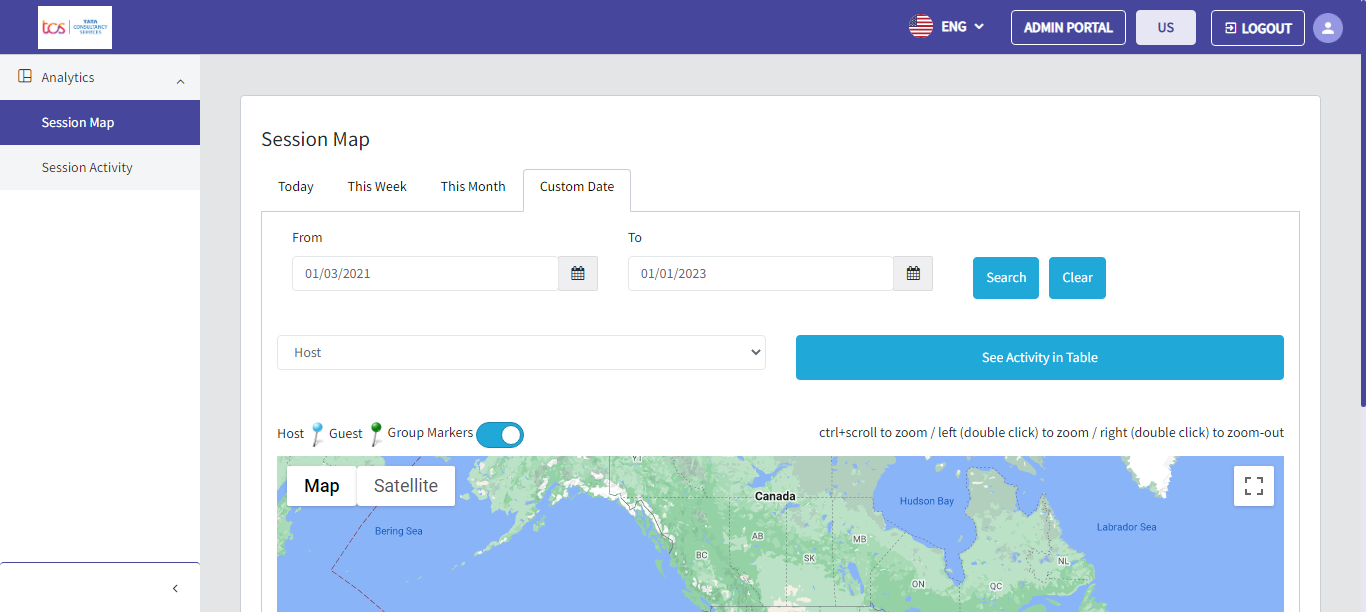 tcs TATA CONSULTANCY SERVICES
ENG
ADMIN PORTAL
US
LOGOUT
Analytics
Session Map
Session Activity
Session Map
Today This Week This Month Custom Date
From To
01/03/2021 01/01/2023 Search Clear
Host See Activity in Table
Host Guest Group Markers ctrl+scroll to zoom / left (double click) to zoom / right (double click) to zoom-out
Map Satellite
YT
Canada
Hudson Bay
Bering Sea
Labrador Sea
AB
MB
BC
SK
NL
ON
QC